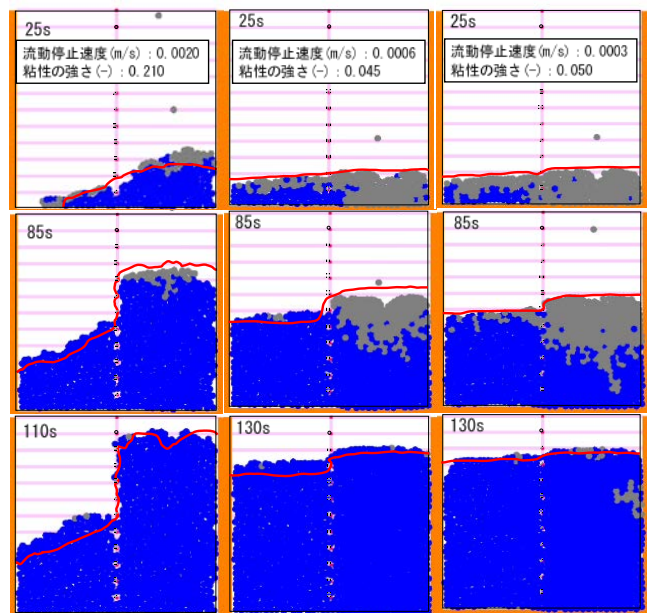 25s
流動停止速度(m/s):0.0020
粘性の強さ(-):0.210
25s
流動停止速度(m/s):0.0006
粘性の強さ(-):0.045
25s
流動停止速度(m/s):0.0003
粘性の強さ(-):0.050
85s
85s
85s
110s
130s
130s